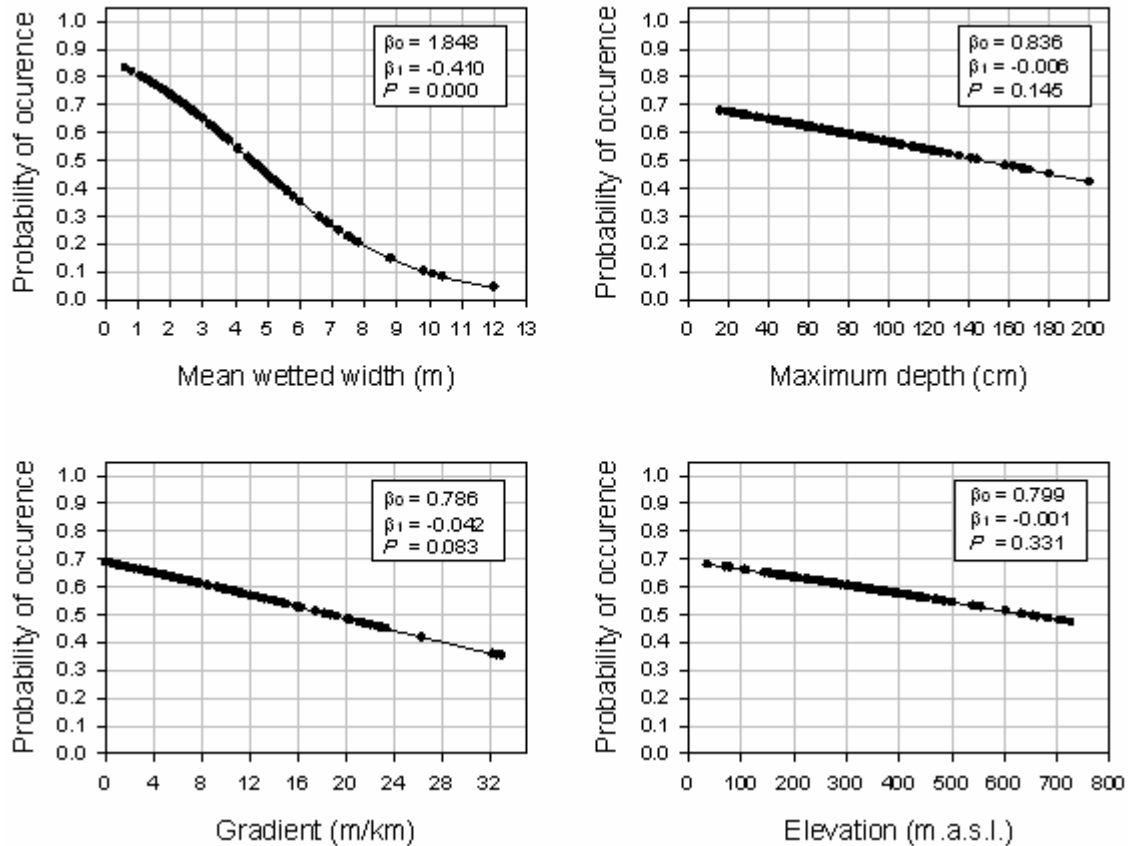 Probability of occurence
1.0
0.9
0.8
0.7
0.6
0.5
0.4
0.3
0.2
0.1
0.0
β0 = 1.848
β1 = -0.410
P = 0.000
0 1 2 3 4 5 6 7 8 9 10 11 12 13
Mean wetted width (m)
Probability of occurence
1.0
0.9
0.8
0.7
0.6
0.5
0.4
0.3
0.2
0.1
0.0
β0 = 0.836
β1 = -0.006
P = 0.145
0 20 40 60 80 100 120 140 160 180 200
Maximum depth (cm)
Probability of occurence
1.0
0.9
0.8
0.7
0.6
0.5
0.4
0.3
0.2
0.1
0.0
β0 = 0.786
β1 = -0.042
P = 0.083
0 4 8 12 16 20 24 28 32
Gradient (m/km)
Probability of occurence
1.0
0.9
0.8
0.7
0.6
0.5
0.4
0.3
0.2
0.1
0.0
β0 = 0.799
β1 = -0.001
P = 0.331
0 100 200 300 400 500 600 700 800
Elevation (m.a.s.l.)